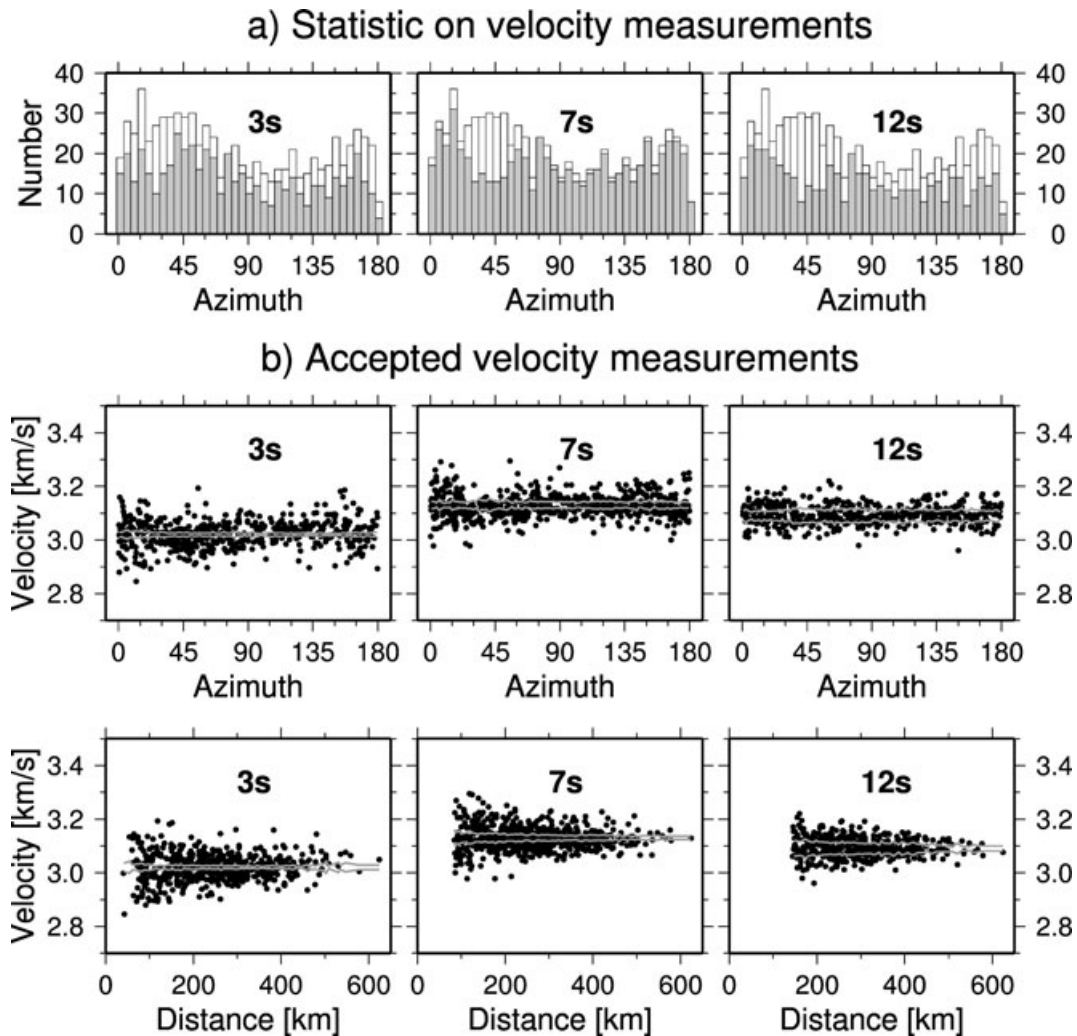 a) Statistic on velocity measurements
40 40
30 3s 7s 12s 30
Number
20 20
10 10
0 0
0 45 90 135 180 0 45 90 135 180 0 45 90 135 180
Azimuth Azimuth Azimuth
b) Accepted velocity measurements
Velocity [km/s]
3.4 3s 7s 12s 3.4
3.2 3.2
3.0 3.0
2.8 2.8
0 45 90 135 180 0 45 90 135 180 0 45 90 135 180
Azimuth Azimuth Azimuth
Velocity [km/s]
3.4 3.4
3s 7s 12s
3.2 3.2
3.0 3.0
2.8 2.8
0 200 400 600 0 200 400 600 0 200 400 600
Distance [km] Distance [km] Distance [km]